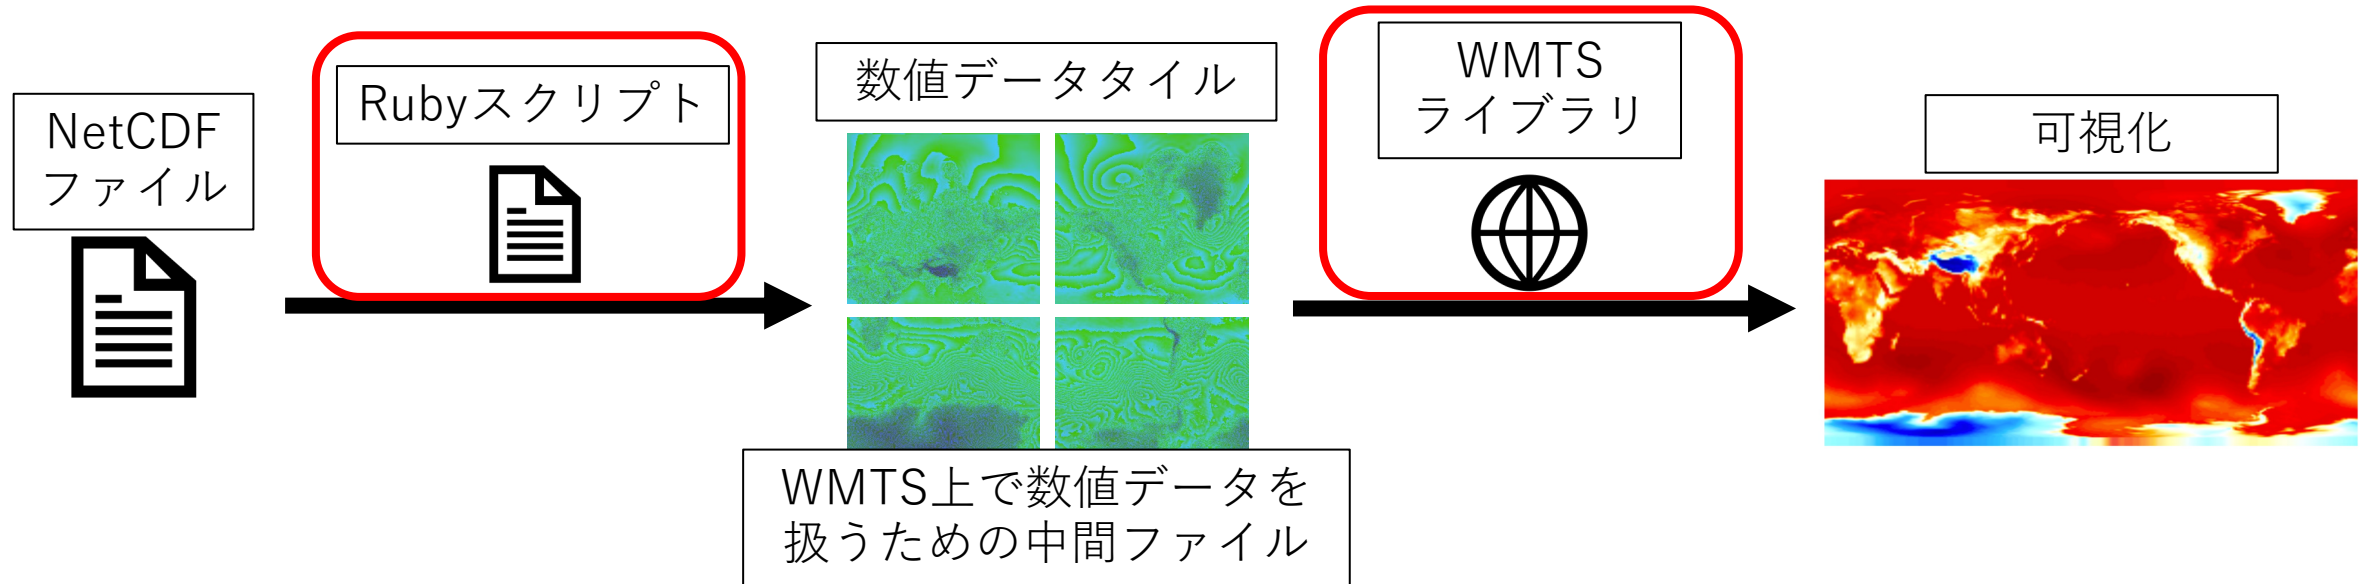 NetCDF
ファイル
Rubyスクリプト
数値データタイル
WMTS上で数値データを
扱うための中間ファイル
WMTS
ライブラリ
可視化